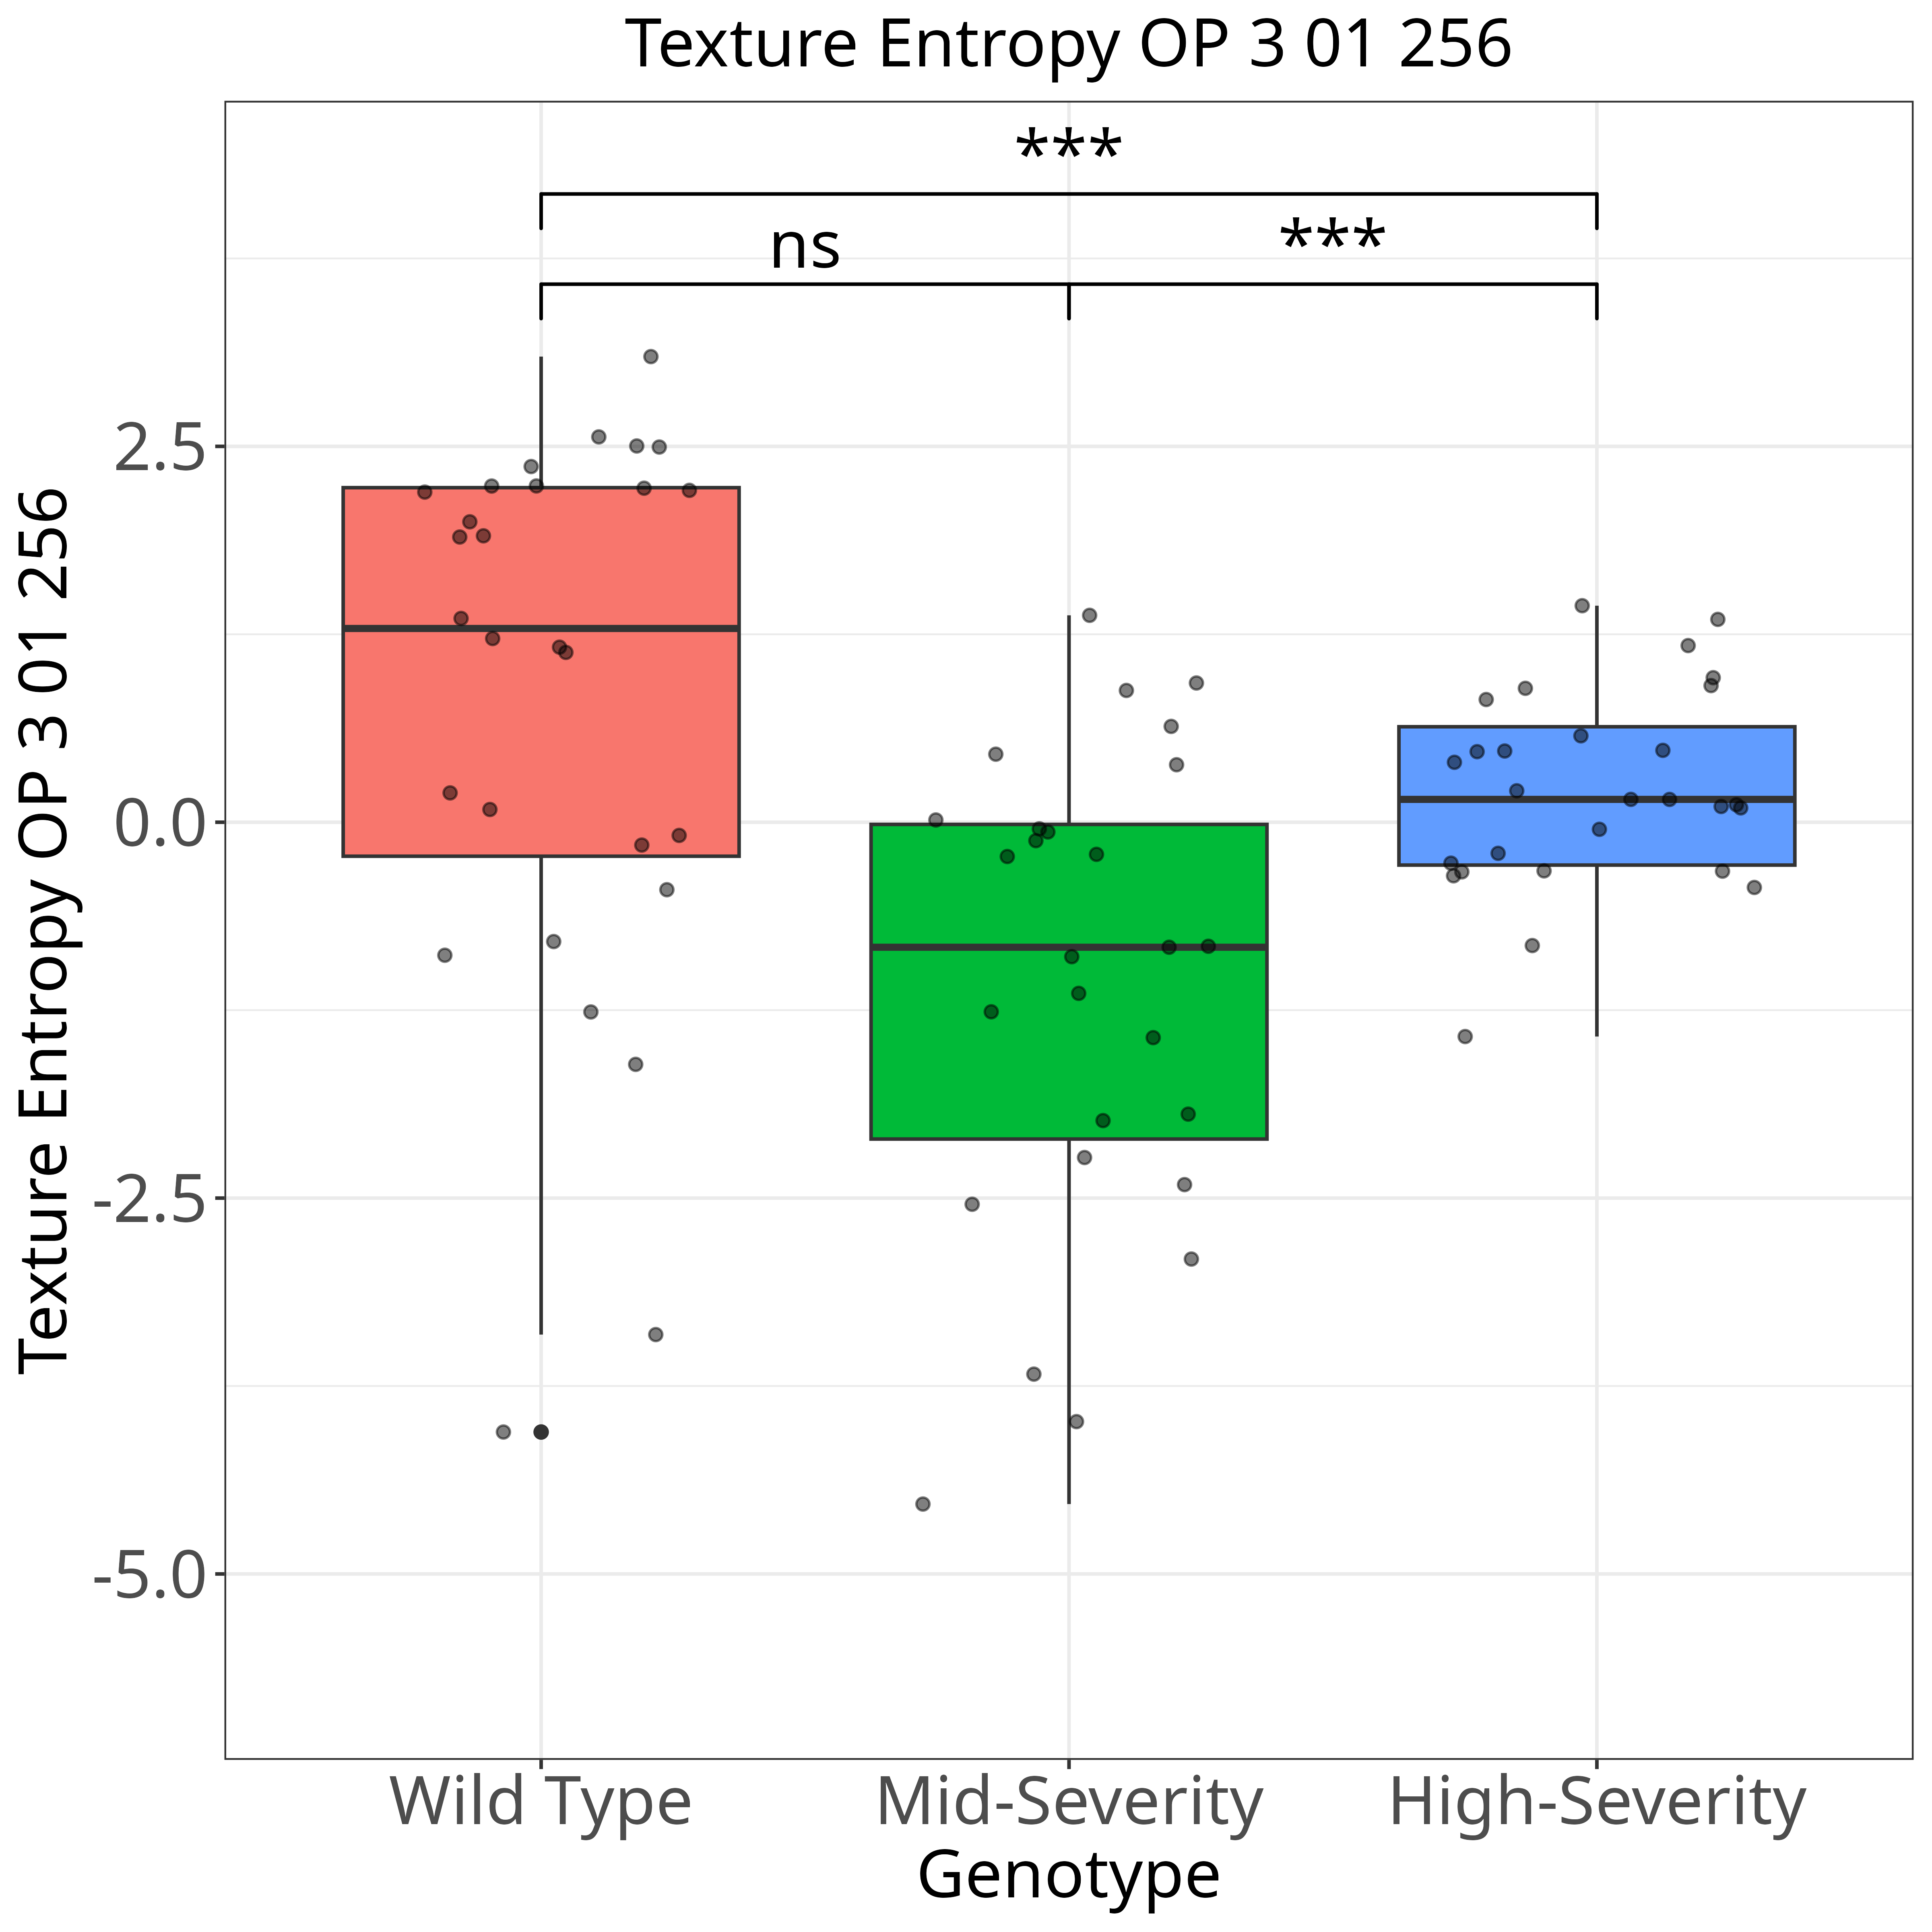 Texture Entropy OP 3 01 256
***
ns
***
Texture Entropy OP 3 01 256
2.5
0.0
-2.5
-5.0
Wild Type
Mid-Severity
High-Severity
Genotype